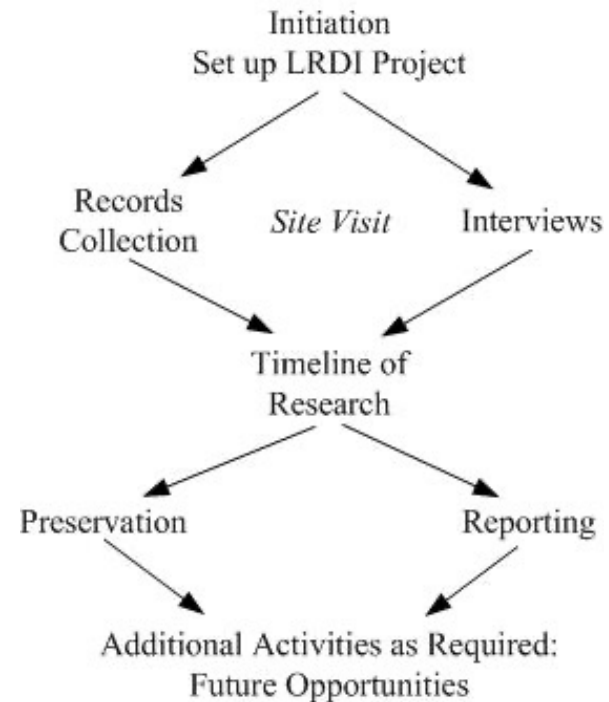 Initiation
Set up LRDI Project
Records
Collection
Site Visit
Interviews
Timeline of
Research
Preservation
Reporting
Additional Activities as Required:
Future Opportunities